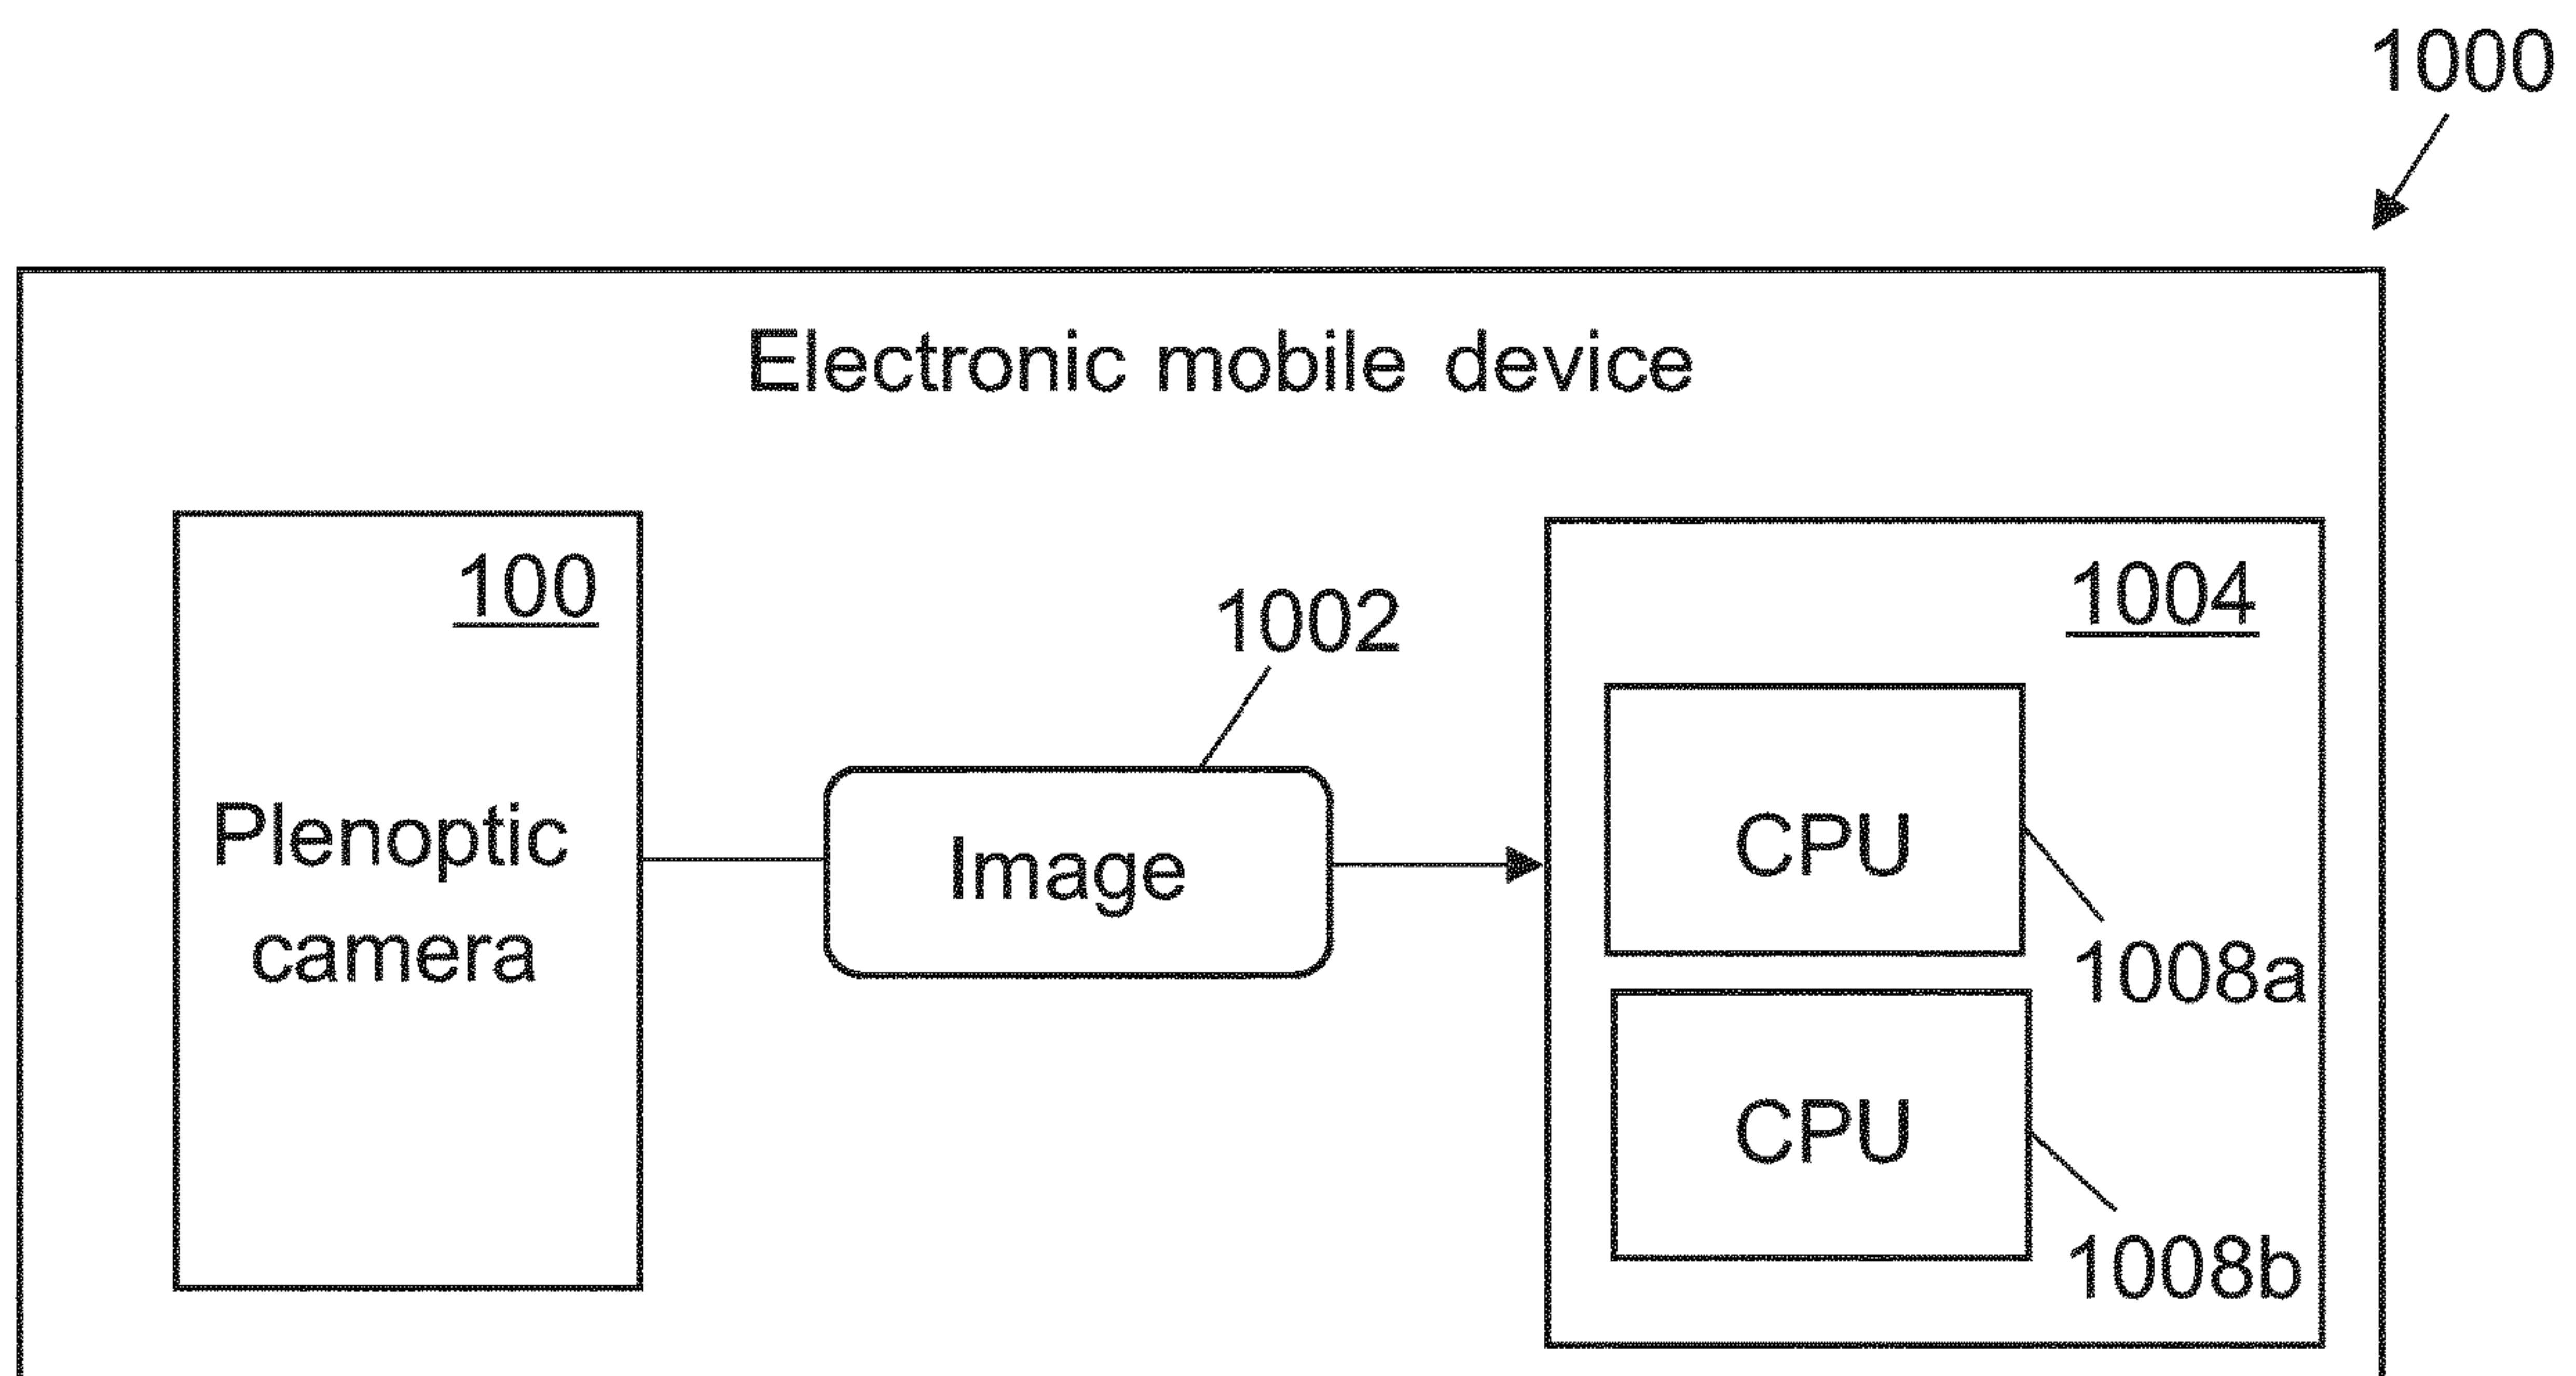 1000
Electronic mobile device
100
Plenoptic
camera
1002
Image
1004
CPU
1008a
CPU
1008b